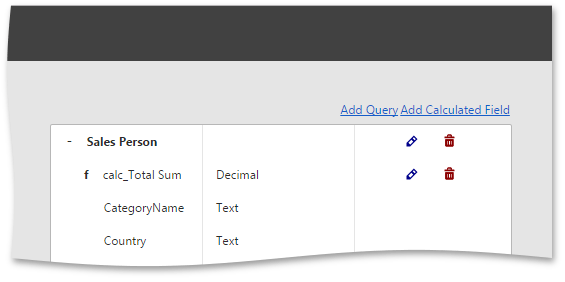 Add Query Add Calculated Field
- Sales Person
f calc_Total Sum Decimal
CategoryName Text
Country Text